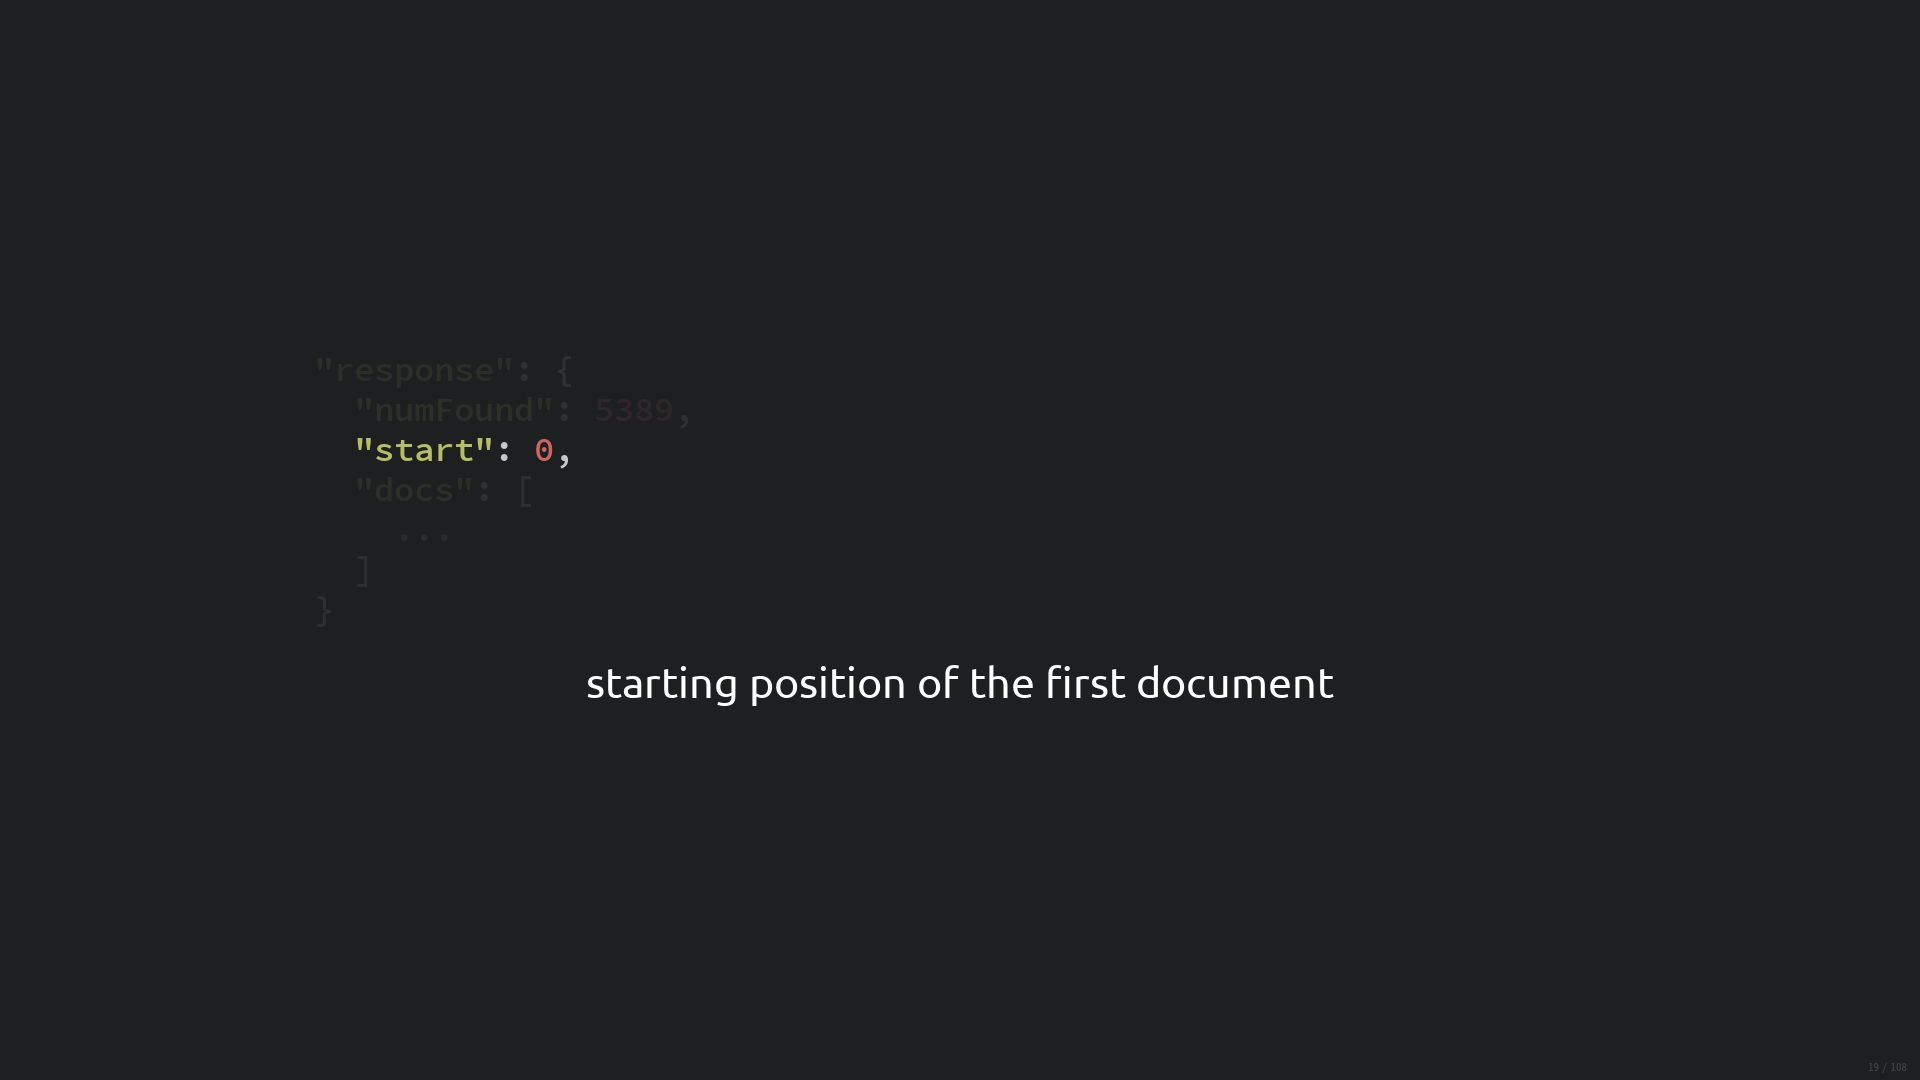 "response": {
"numFound": 5389,
"start": 0,
"docs": [
...
]
}
starting position of the first document
19 / 108